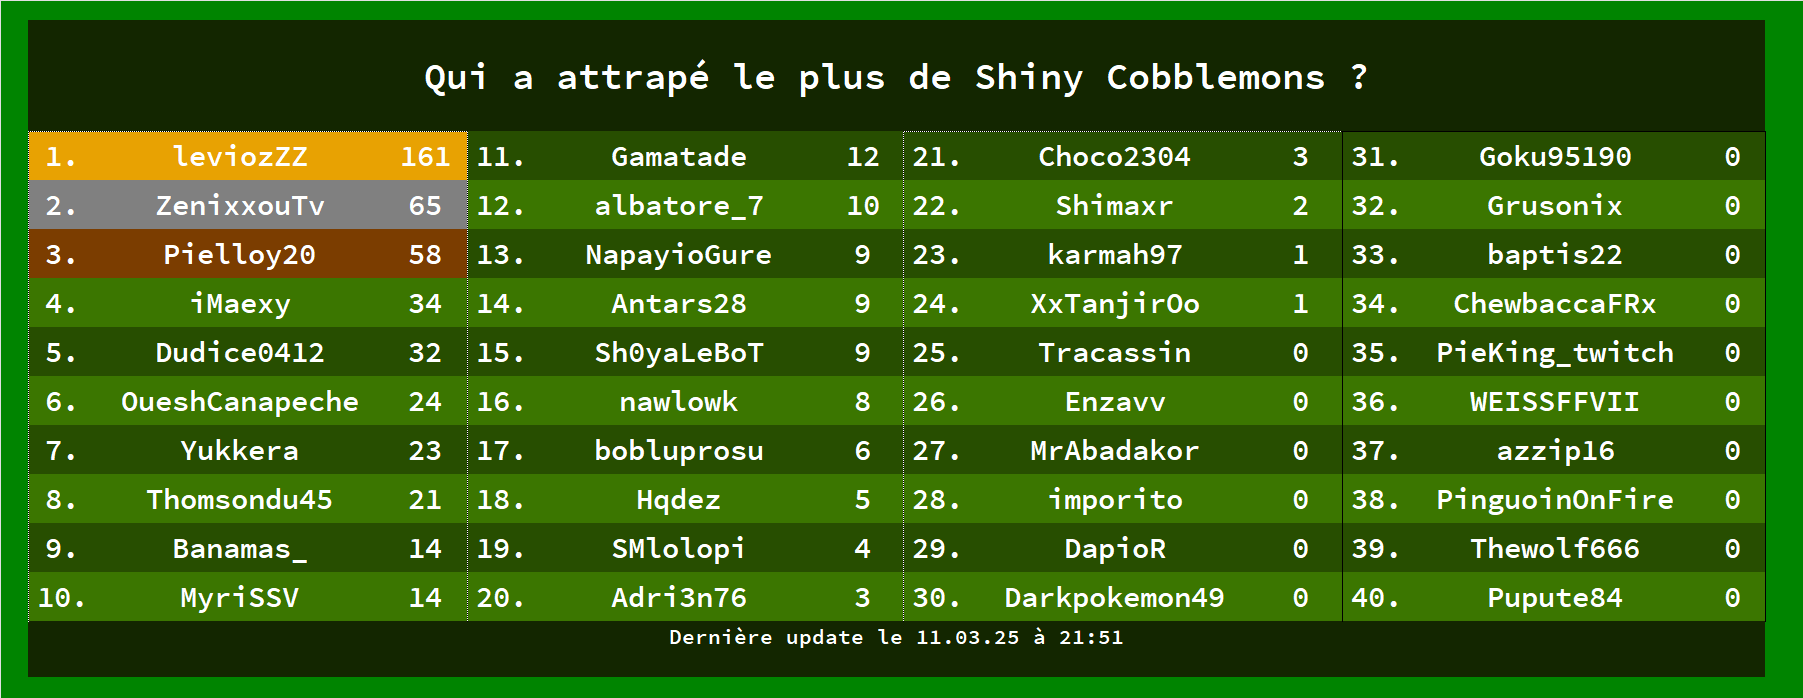 Qui a attrapé le plus de Shiny Cobblemons ?
1. leviozZZ 161
2. ZenixxouTv 65
3. Pielloy20 58
4. iMaexy 34
5. Dudice0412 32
6. OueshCanapeche 24
7. Yukkera 23
8. Thomsondu45 21
9. Banamas_ 14
10. MyriSSV 14
11. Gamatade 12
12. albatore_7 10
13. NapayioGure 9
14. Antars28 9
15. Sh0yaLeBoT 9
16. nawlowk 8
17. bobluprosu 6
18. Hqdez 5
19. SMlolopi 4
20. Adri3n76 3
21. Choco2304 3
22. Shimaxr 2
23. karmah97 1
24. XxTanjirOo 1
25. Tracassin 0
26. Enzavv 0
27. MrAbadakor 0
28. imporito 0
29. DapioR 0
30. Darkpokemon49 0
31. Goku95190 0
32. Grusonix 0
33. baptis22 0
34. ChewbaccaFRx 0
35. PieKing_twitch 0
36. WEISSFFVII 0
37. azzip16 0
38. PinguoinOnFire 0
39. Thewolf666 0
40. Pupute84 0
Dernière update le 11.03.25 à 21:51